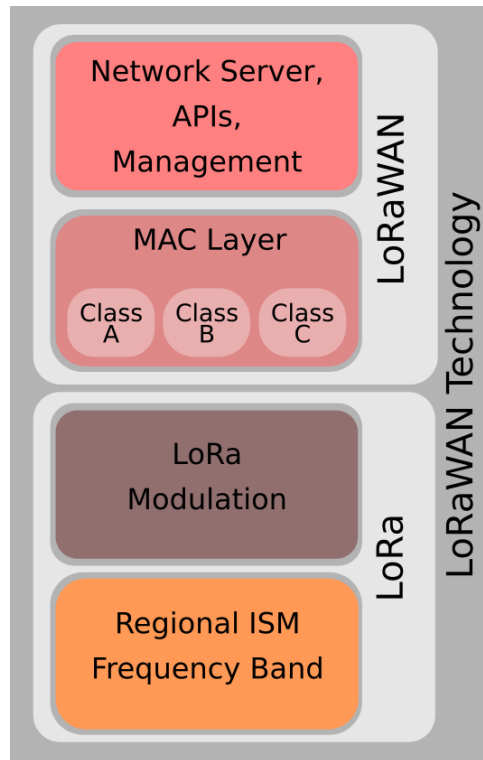 Network Server,
APIs,
Management
LoRaWAN
MAC Layer
Class
A
Class
B
Class
C
LoRaWAN Technology
LoRa
Modulation
LoRa
Regional ISM
Frequency Band